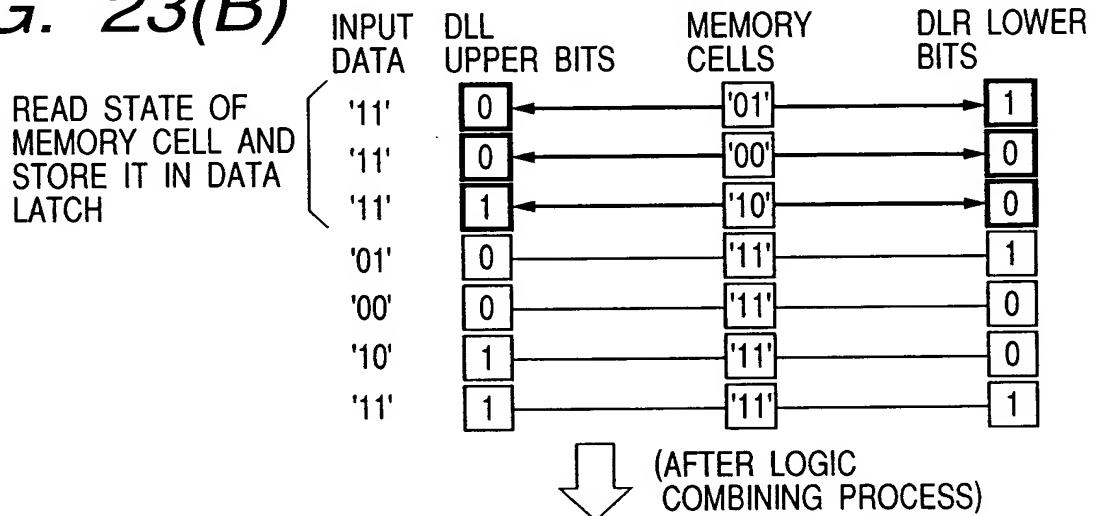 G. 23(B)
INPUT DATA
DLL UPPER BITS
MEMORY CELLS
DLR LOWER BITS
READ STATE OF
MEMORY CELL AND
STORE IT IN DATA
LATCH
'11' 0 '01' 1
'11' 0 '00' 0
'11' 1 '10' 0
'01' 0 '11' 1
'00' 0 '11' 0
'10' 1 '11' 0
'11' 1 '11' 1
(AFTER LOGIC
COMBINING PROCESS)